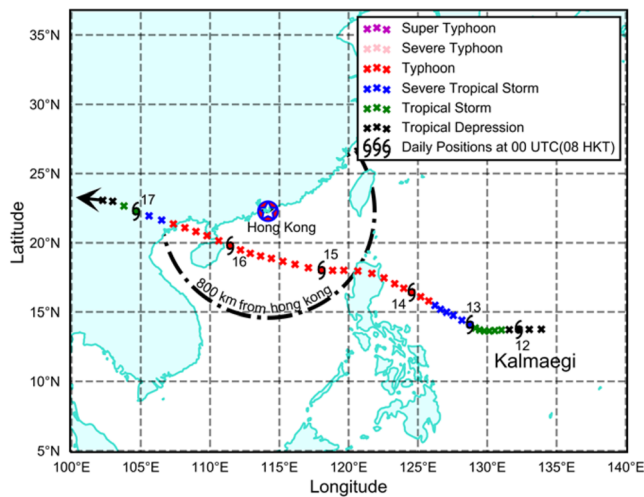 35°N
30°N
25°N
20°N
15°N
10°N
5°N
100°E
105°E
110°E
115°E
120°E
125°E
130°E
135°E
140°E
Latitude
Longitude
Super Typhoon
Severe Typhoon
Typhoon
Severe Tropical Storm
Tropical Storm
Tropical Depression
Daily Positions at 00 UTC(08 HKT)
17
Hong Kong
16
15
800 km from hong kong
14
13
12
Kalmaegi